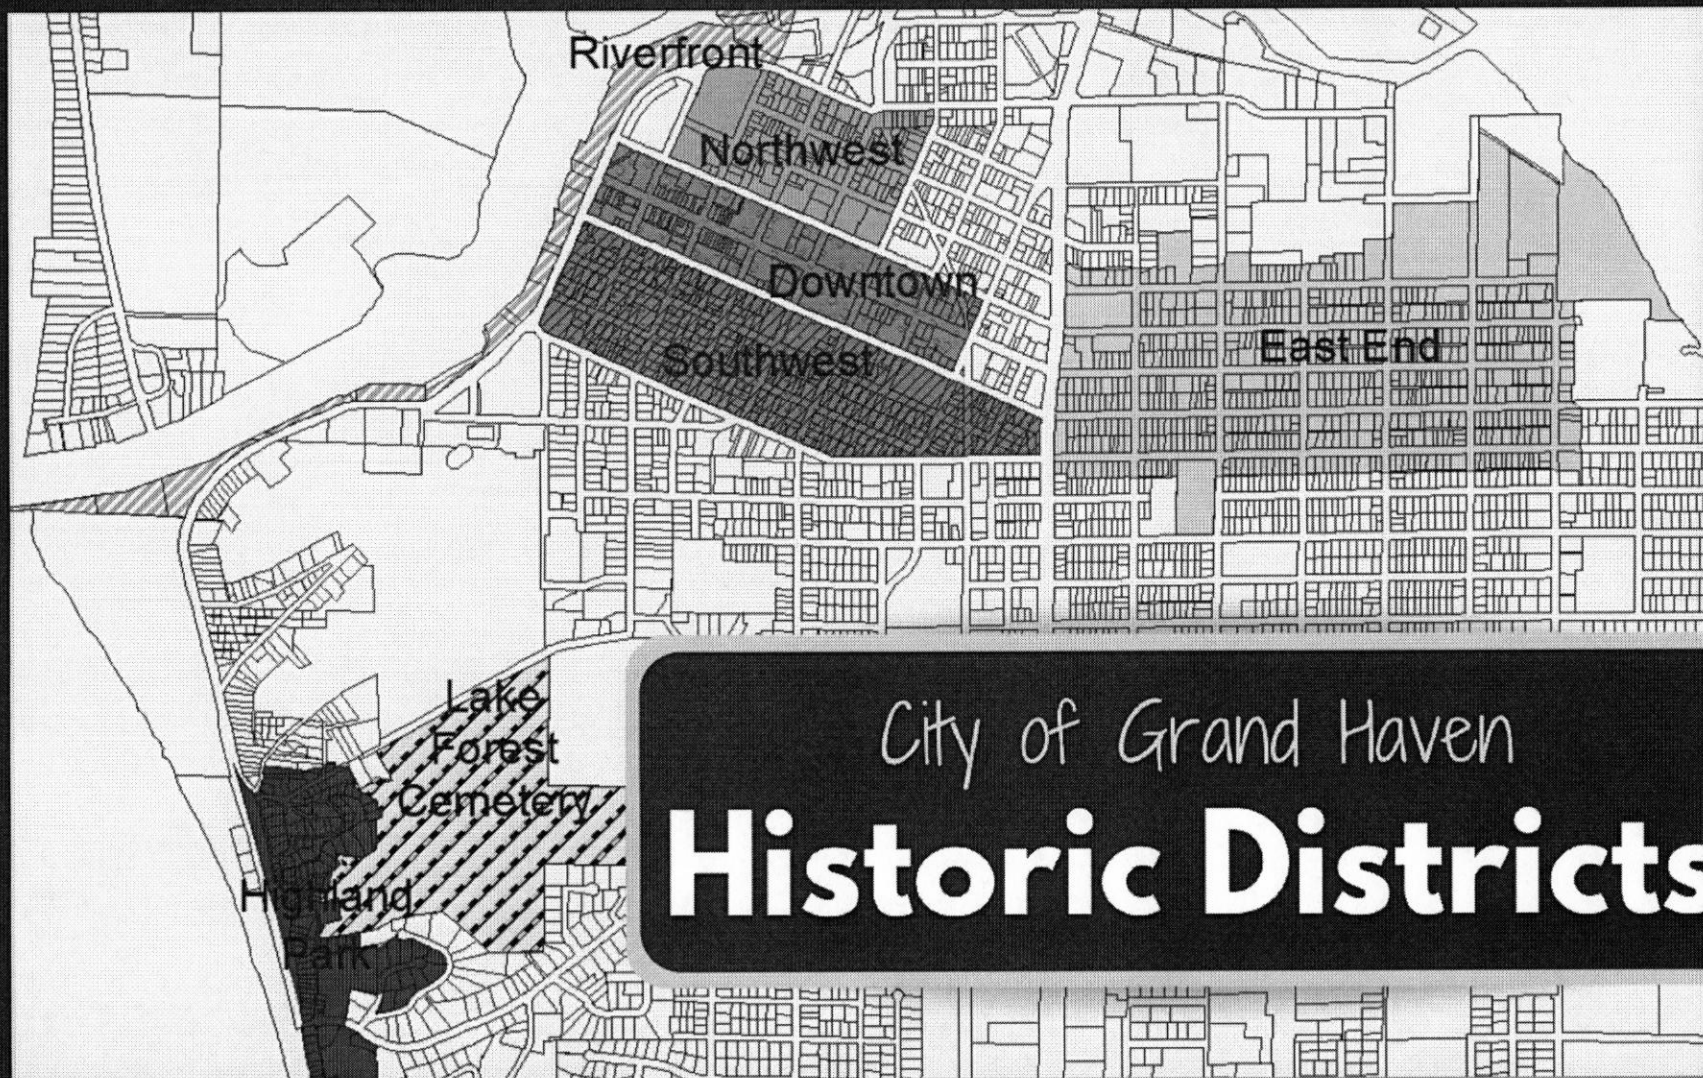 Riverfront
Northwest
Downtown
Southwest
East End
Lake
Forest
Cemetery
Highland
Park
City of Grand Haven
Historic Districts